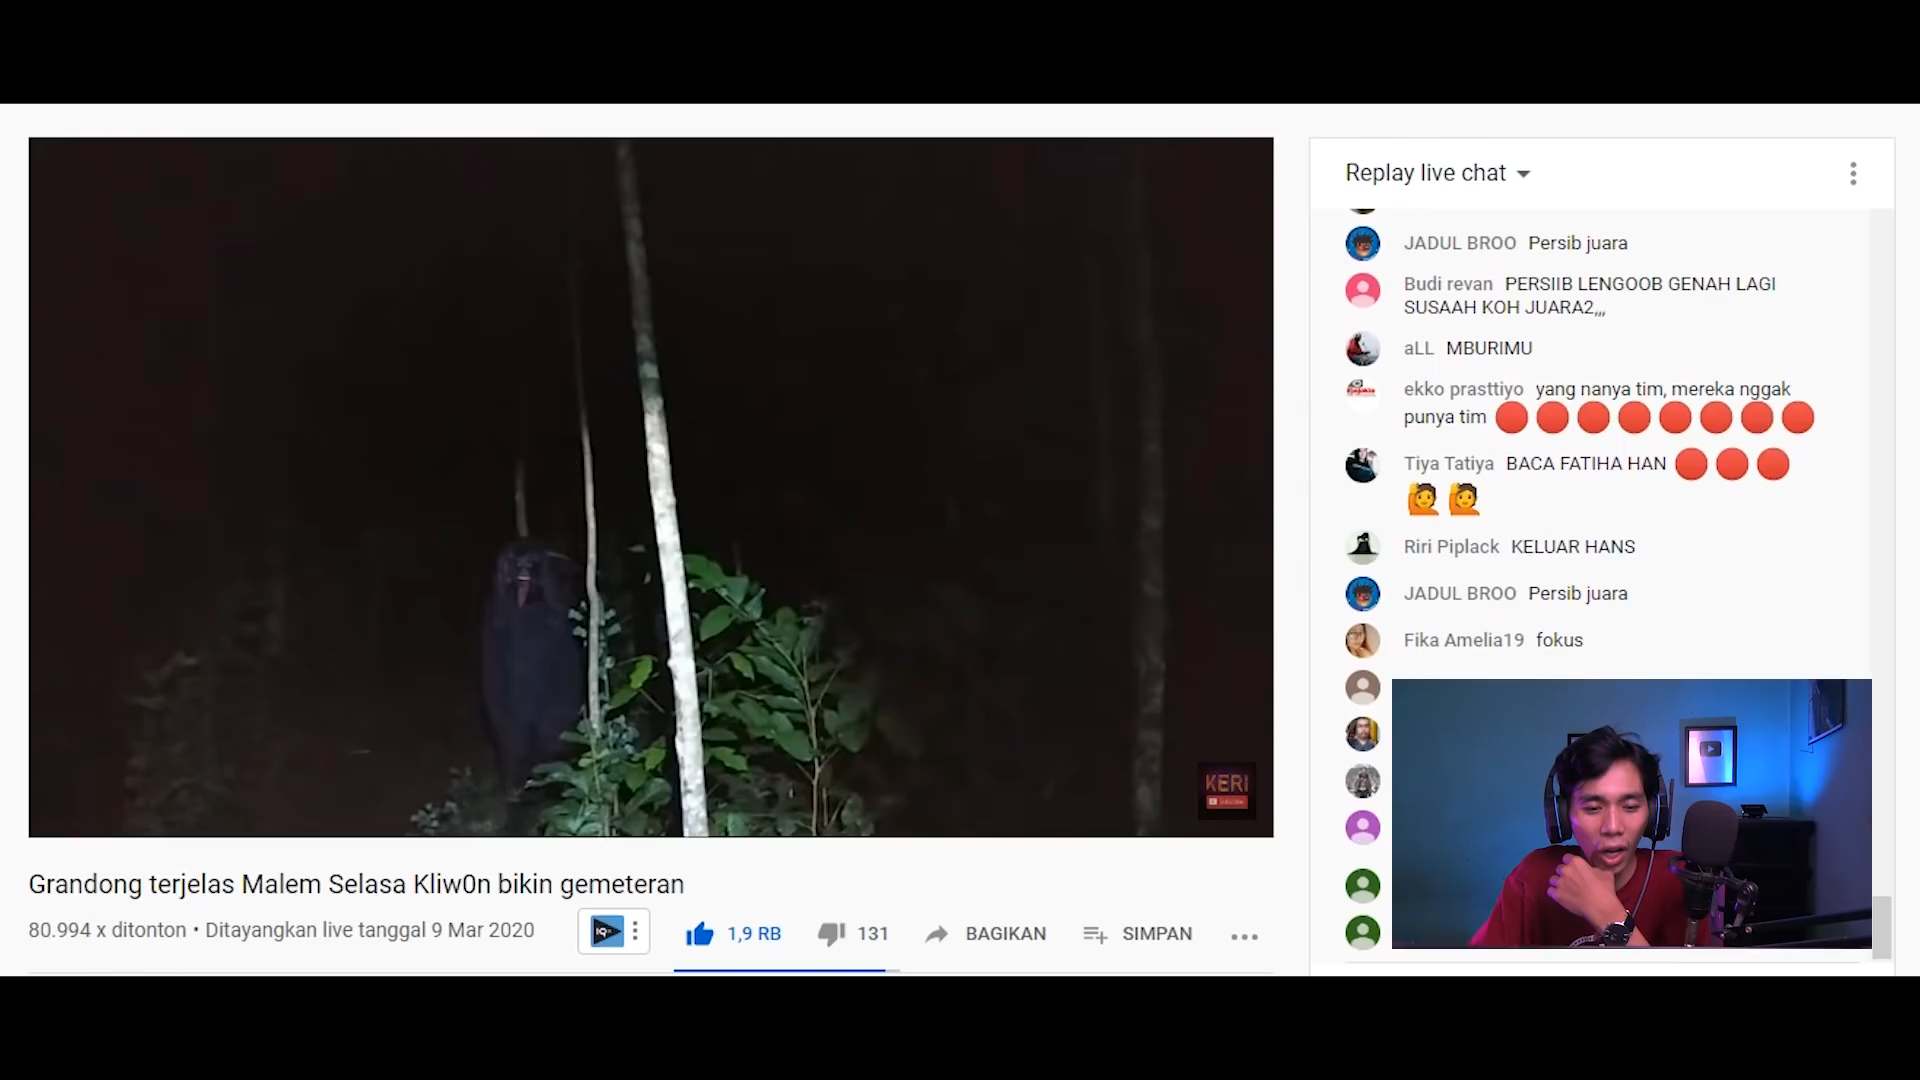 Replay live chat
JADUL BROO Persib juara
Budi revan PERSIIB LENGOOB GENAH LAGI
SUSAAH KOH JUARA2,,,
aLL MBURIMU
ekko prasttiyo yang nanya tim, mereka nggak
punya tim
Tiya Tatiya BACA FATIHA HAN
Riri Piplack KELUAR HANS
JADUL BROO Persib juara
Fika Amelia19 fokus
KERI
Subscribe
Grandong terjelas Malem Selasa Kliw0n bikin gemeteran
80.994 x ditonton • Ditayangkan live tanggal 9 Mar 2020
IQ
1,9 RB
131
BAGIKAN
SIMPAN